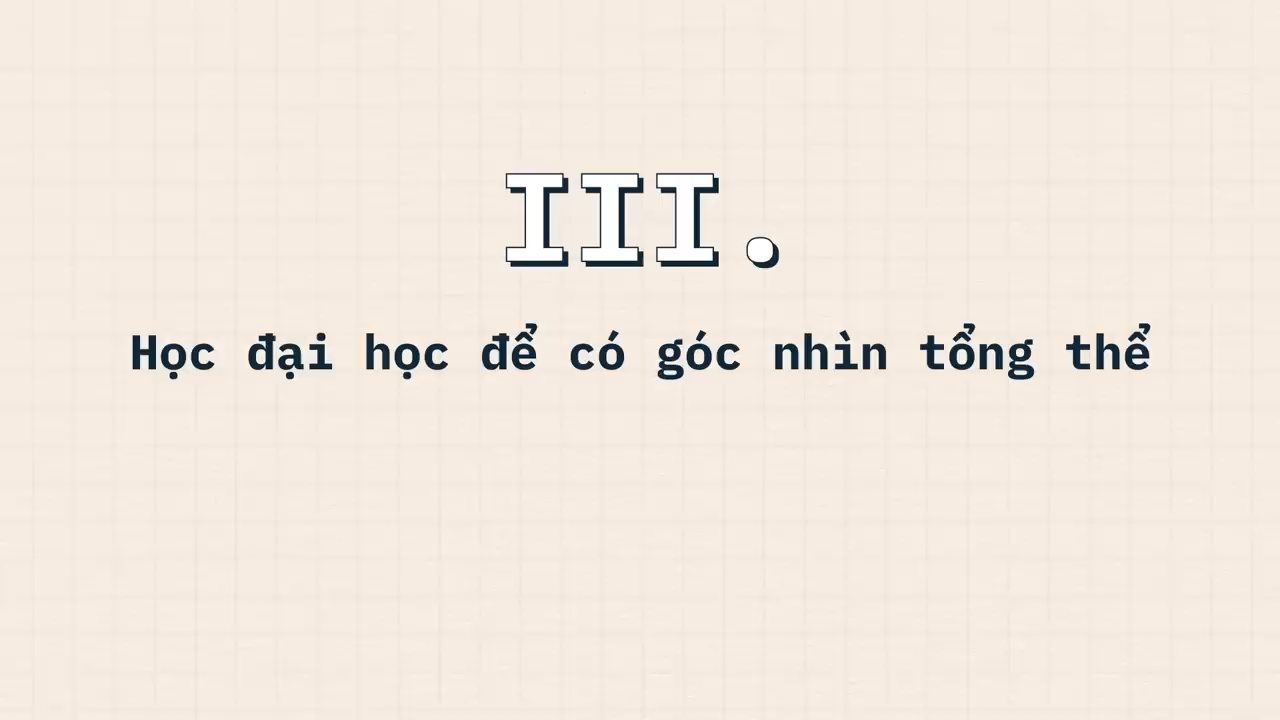 III.
Học đại học để có góc nhìn tổng thể